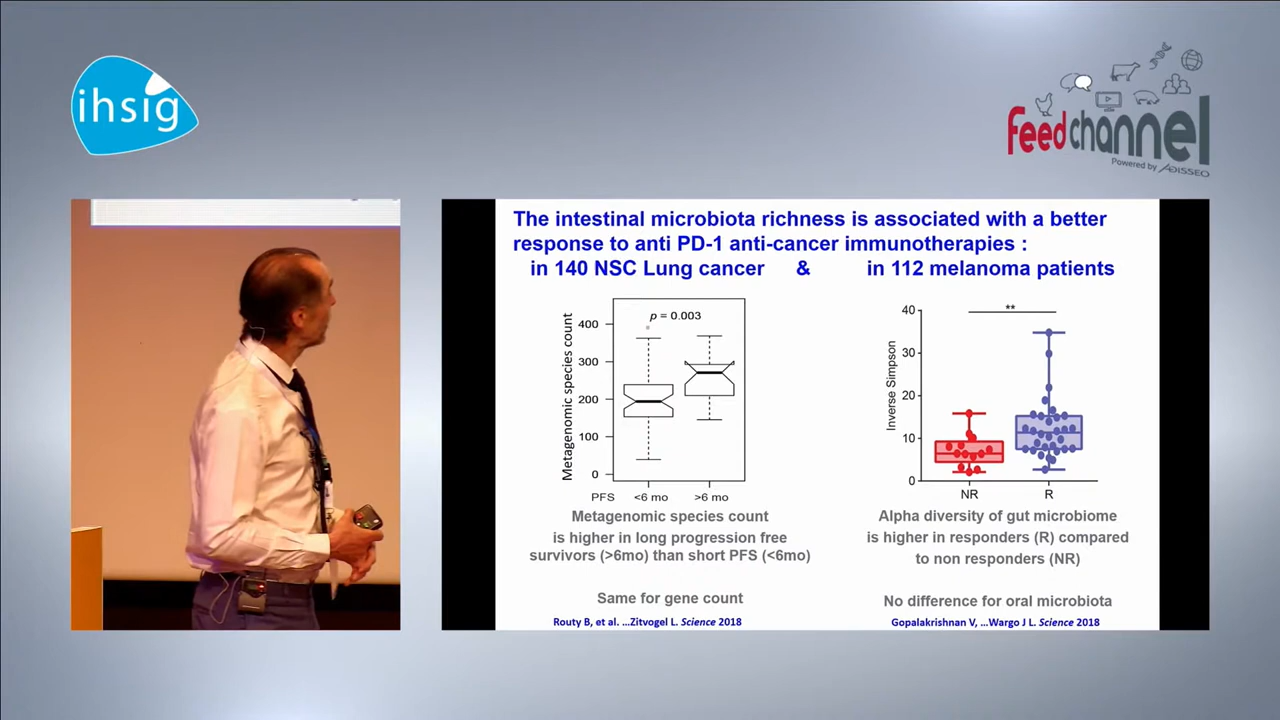 ihsig
feedchannel
Powered by ADISSEO
The intestinal microbiota richness is associated with a better
response to anti PD-1 anti-cancer immunotherapies :
in 140 NSC Lung cancer & in 112 melanoma patients
Metagenomic species count
400
300
200
100
0
p = 0.003
PFS <6 mo >6 mo
Metagenomic species count
is higher in long progression free
survivors (>6mo) than short PFS (<6mo)
Same for gene count
Routy B, et al. ...Zitvogel L. Science 2018
Inverse Simpson
40
30
20
10
0
**
NR R
Alpha diversity of gut microbiome
is higher in responders (R) compared
to non responders (NR)
No difference for oral microbiota
Gopalakrishnan V, ...Wargo J L. Science 2018